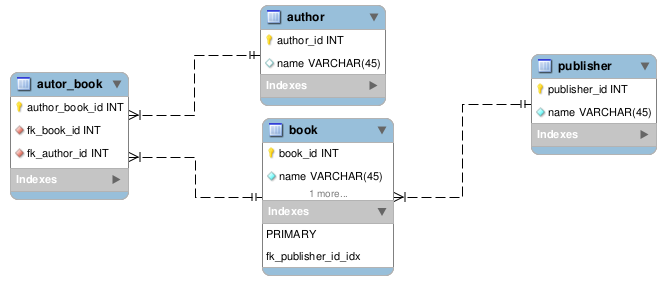 author
author_id INT
name VARCHAR(45)
Indexes
autor_book
author_book_id INT
fk_book_id INT
fk_author_id INT
Indexes
book
book_id INT
name VARCHAR(45)
1 more...
Indexes
PRIMARY
fk_publisher_id_idx
publisher
publisher_id INT
name VARCHAR(45)
Indexes